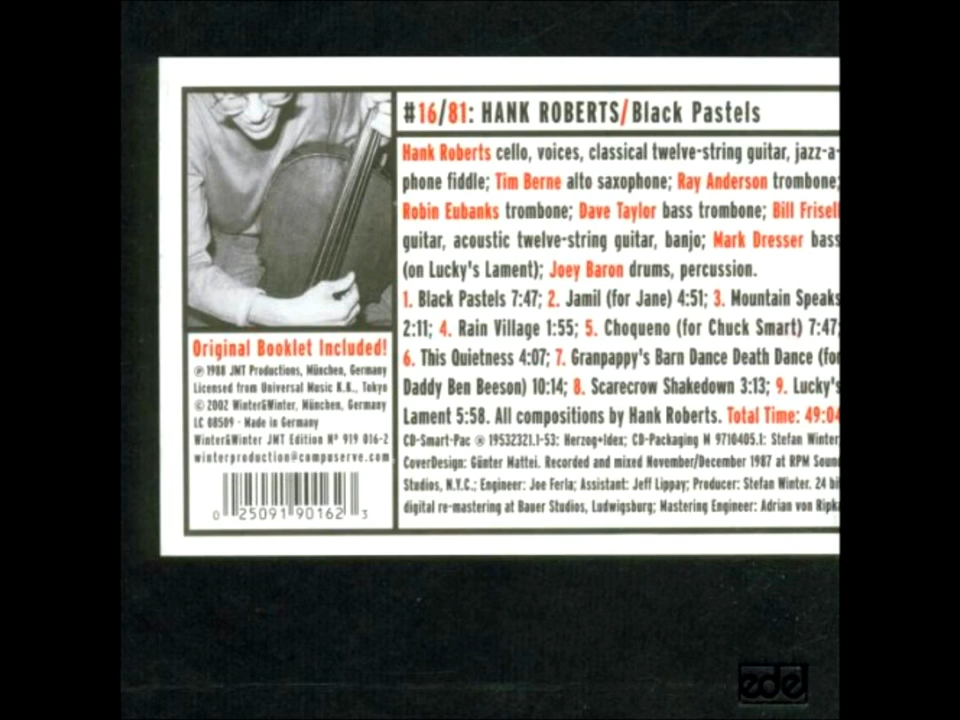 #16/81: HANK ROBERTS/Black Pastels
Hank Roberts cello, voices, classical twelve-string guitar, jazz-a-
phone fiddle; Tim Berne alto saxophone; Ray Anderson trombone;
Robin Eubanks trombone; Dave Taylor bass trombone; Bill Frisell
guitar, acoustic twelve-string guitar, banjo; Mark Dresser bass
(on Lucky's Lament); Joey Baron drums, percussion.
1. Black Pastels 7:47; 2. Jamil (for Jane) 4:51; 3. Mountain Speaks
2:11; 4. Rain Village 1:55; 5. Choqueno (for Chuck Smart) 7:47;
6. This Quietness 4:07; 7. Granpappy's Barn Dance Death Dance (for
Daddy Ben Beeson) 10:14; 8. Scarecrow Shakedown 3:13; 9. Lucky's
Lament 5:58. All compositions by Hank Roberts. Total Time: 49:04
CD-Smart-Pac ® 19532321.1-53: Herzog+Idex; CD-Packaging M 9710405.1: Stefan Winter
CoverDesign: Günter Mattei. Recorded and mixed November/December 1987 at RPM Sound
Studios, N.Y.C.; Engineer: Joe Ferla; Assistant: Jeff Lippay; Producer: Stefan Winter. 24 bit
digital re-mastering at Bauer Studios, Ludwigsburg; Mastering Engineer: Adrian von Ripka
Original Booklet Included!
℗ 1988 JMT Productions, München, Germany
Licensed from Universal Music K.K., Tokyo
© 2002 Winter&Winter, München, Germany
LC 08509 · Made in Germany
Winter&Winter JMT Edition Nº 919 016-2
winterproduction@compuserve.com
0 25091 90162 3
edel